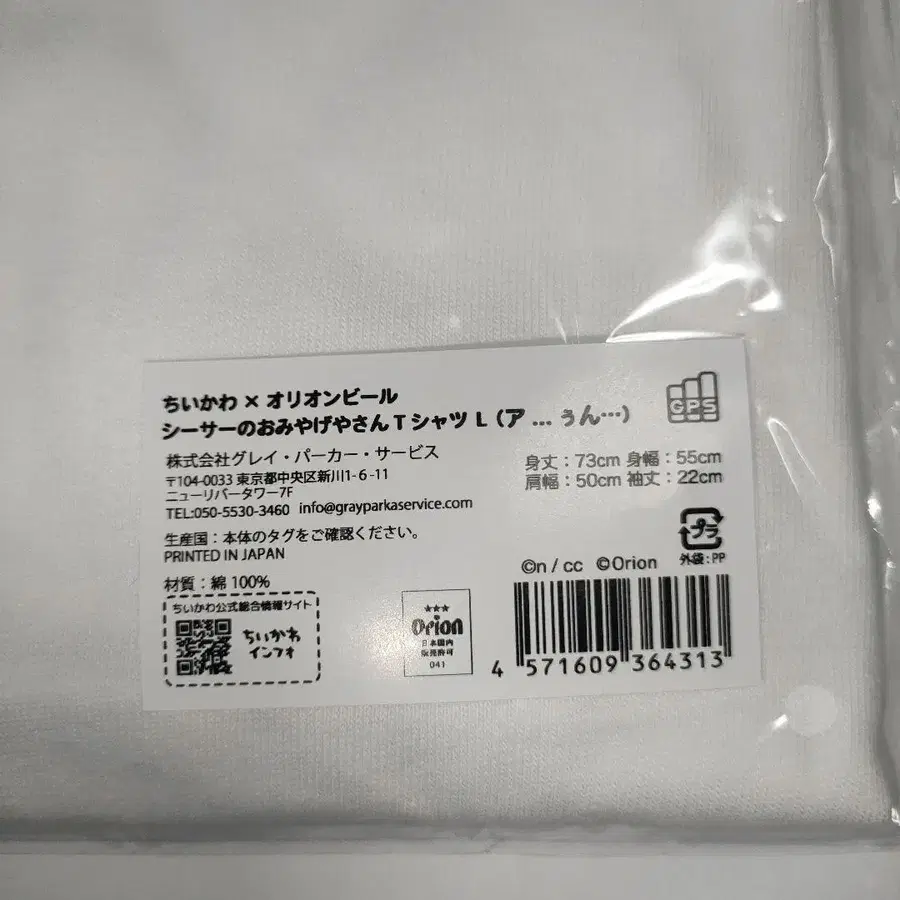 ちいかわ × オリオンビール
シーサーのおみやげやさん T シャツ L（ア … ぅん…）
GPS
株式会社グレイ・パーカー・サービス
〒104-0033 東京都中央区新川1-6-11
ニューリバータワー7F
TEL:050-5530-3460 info@grayparkaservice.com
身丈：73cm 身幅：55cm
肩幅：50cm 袖丈：22cm
生産国：本体のタグをご確認ください。
PRINTED IN JAPAN
プラ
外袋：PP
材質：綿 100%
©n / cc ©Orion
ちいかわ公式総合情報サイト
ちいかわ
インフォ
★★★
Orion
日本国内
販売許可
041
4 571609 364313